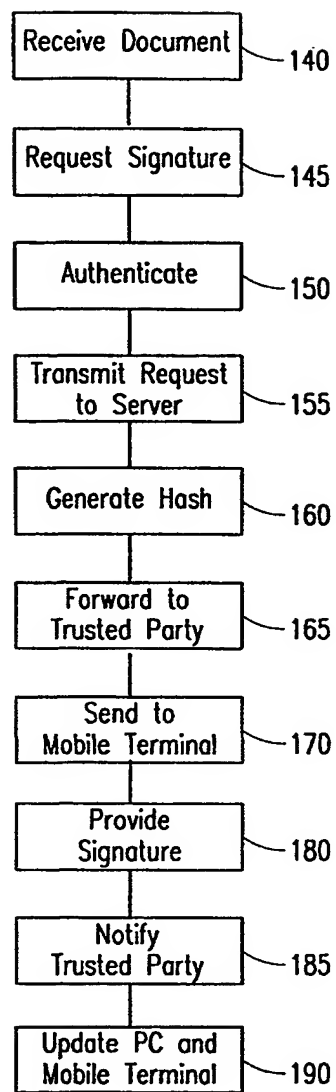 Receive Document
140
Request Signature
145
Authenticate
150
Transmit Request
to Server
155
Generate Hash
160
Forward to
Trusted Party
165
Send to
Mobile Terminal
170
Provide
Signature
180
Notify
Trusted Party
185
Update PC and
Mobile Terminal
190